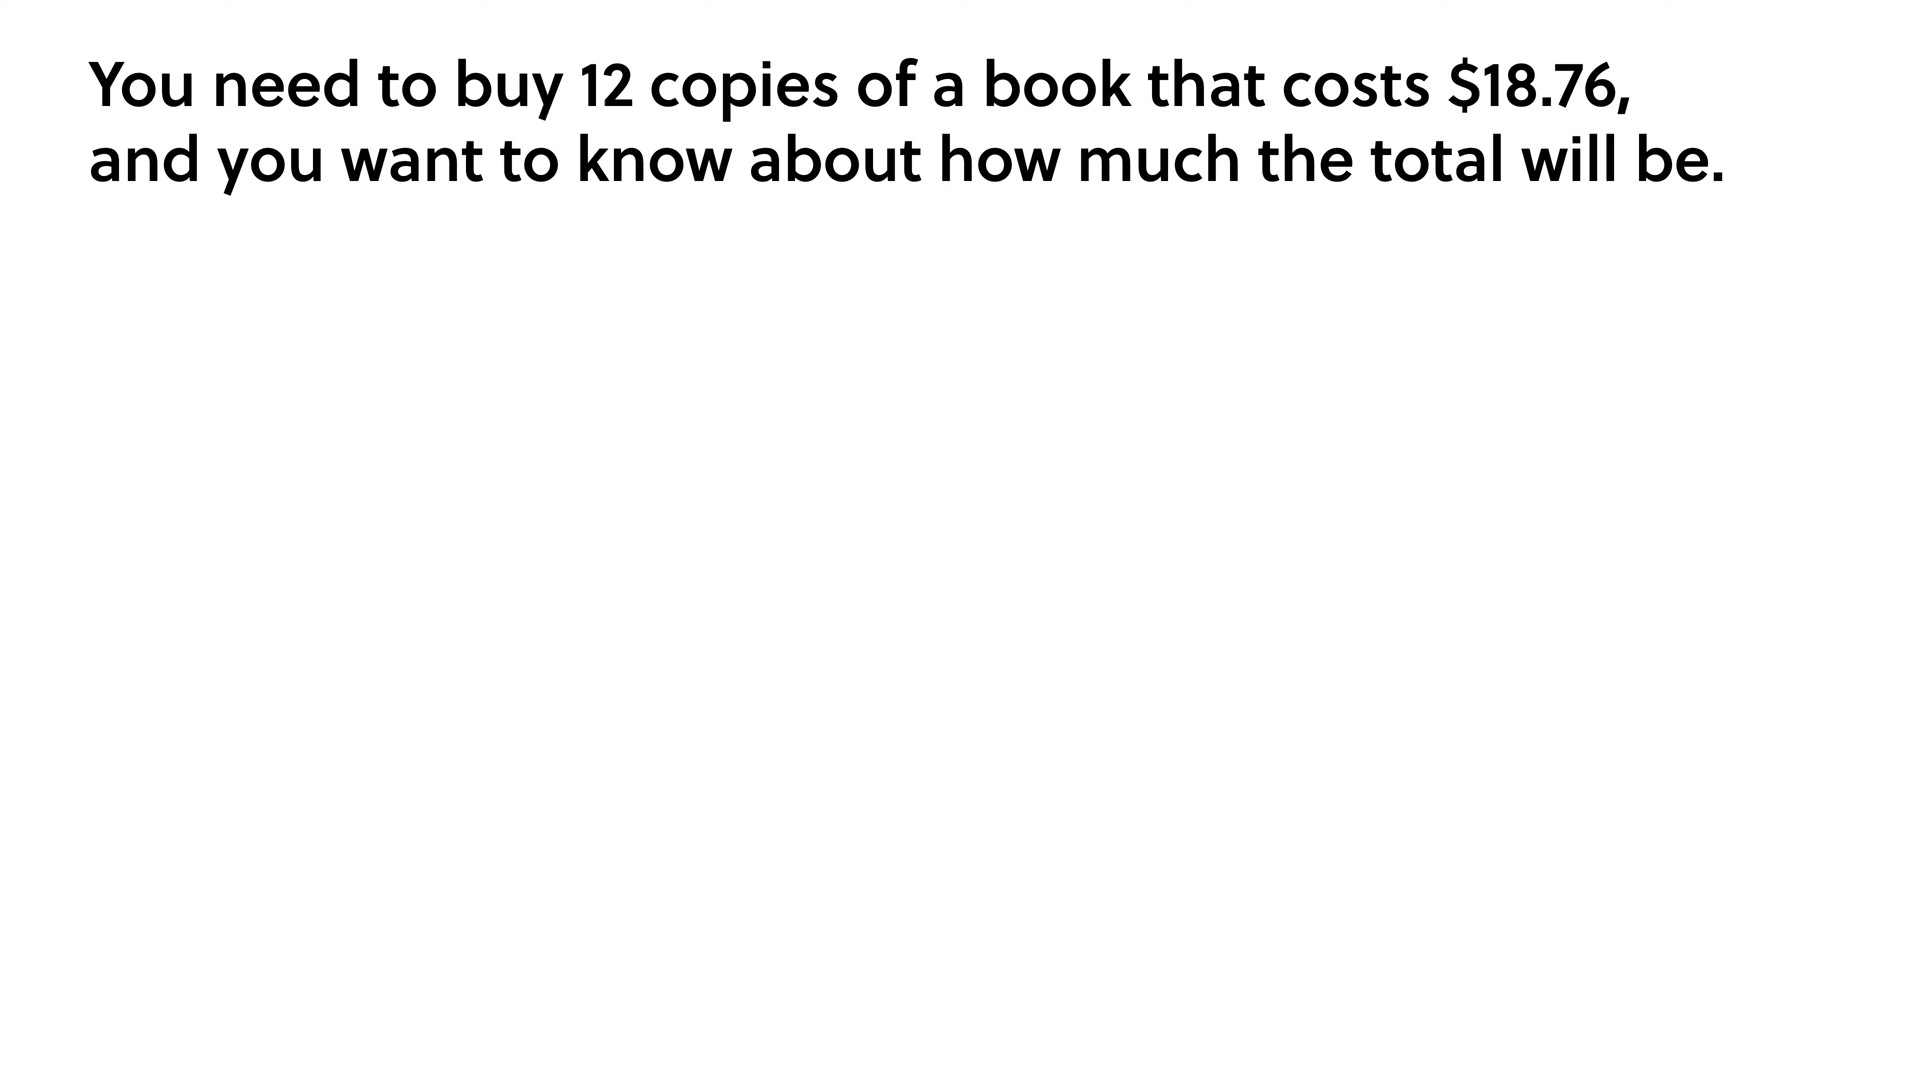 You need to buy 12 copies of a book that costs $18.76,
and you want to know about how much the total will be.